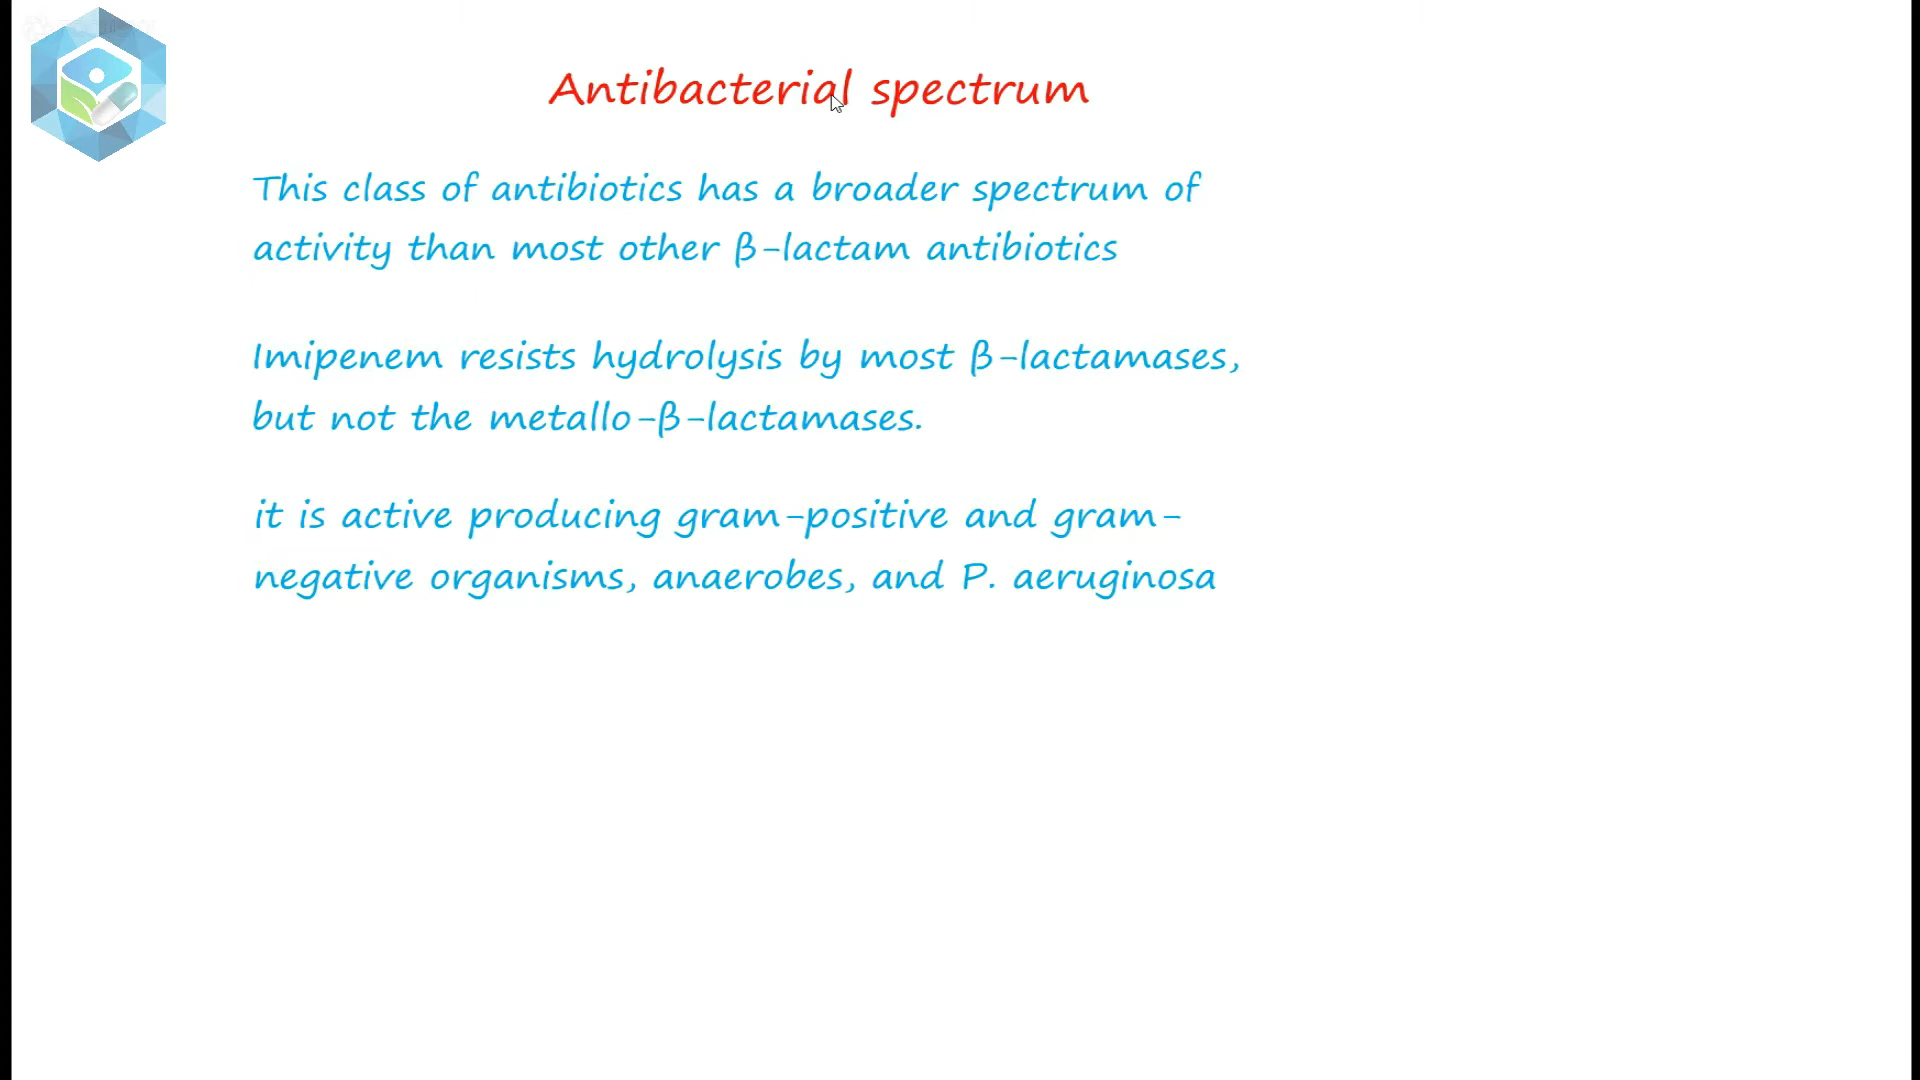 Antibacterial spectrum
This class of antibiotics has a broader spectrum of
activity than most other β-lactam antibiotics
Imipenem resists hydrolysis by most β-lactamases,
but not the metallo-β-lactamases.
it is active producing gram-positive and gram-
negative organisms, anaerobes, and P. aeruginosa